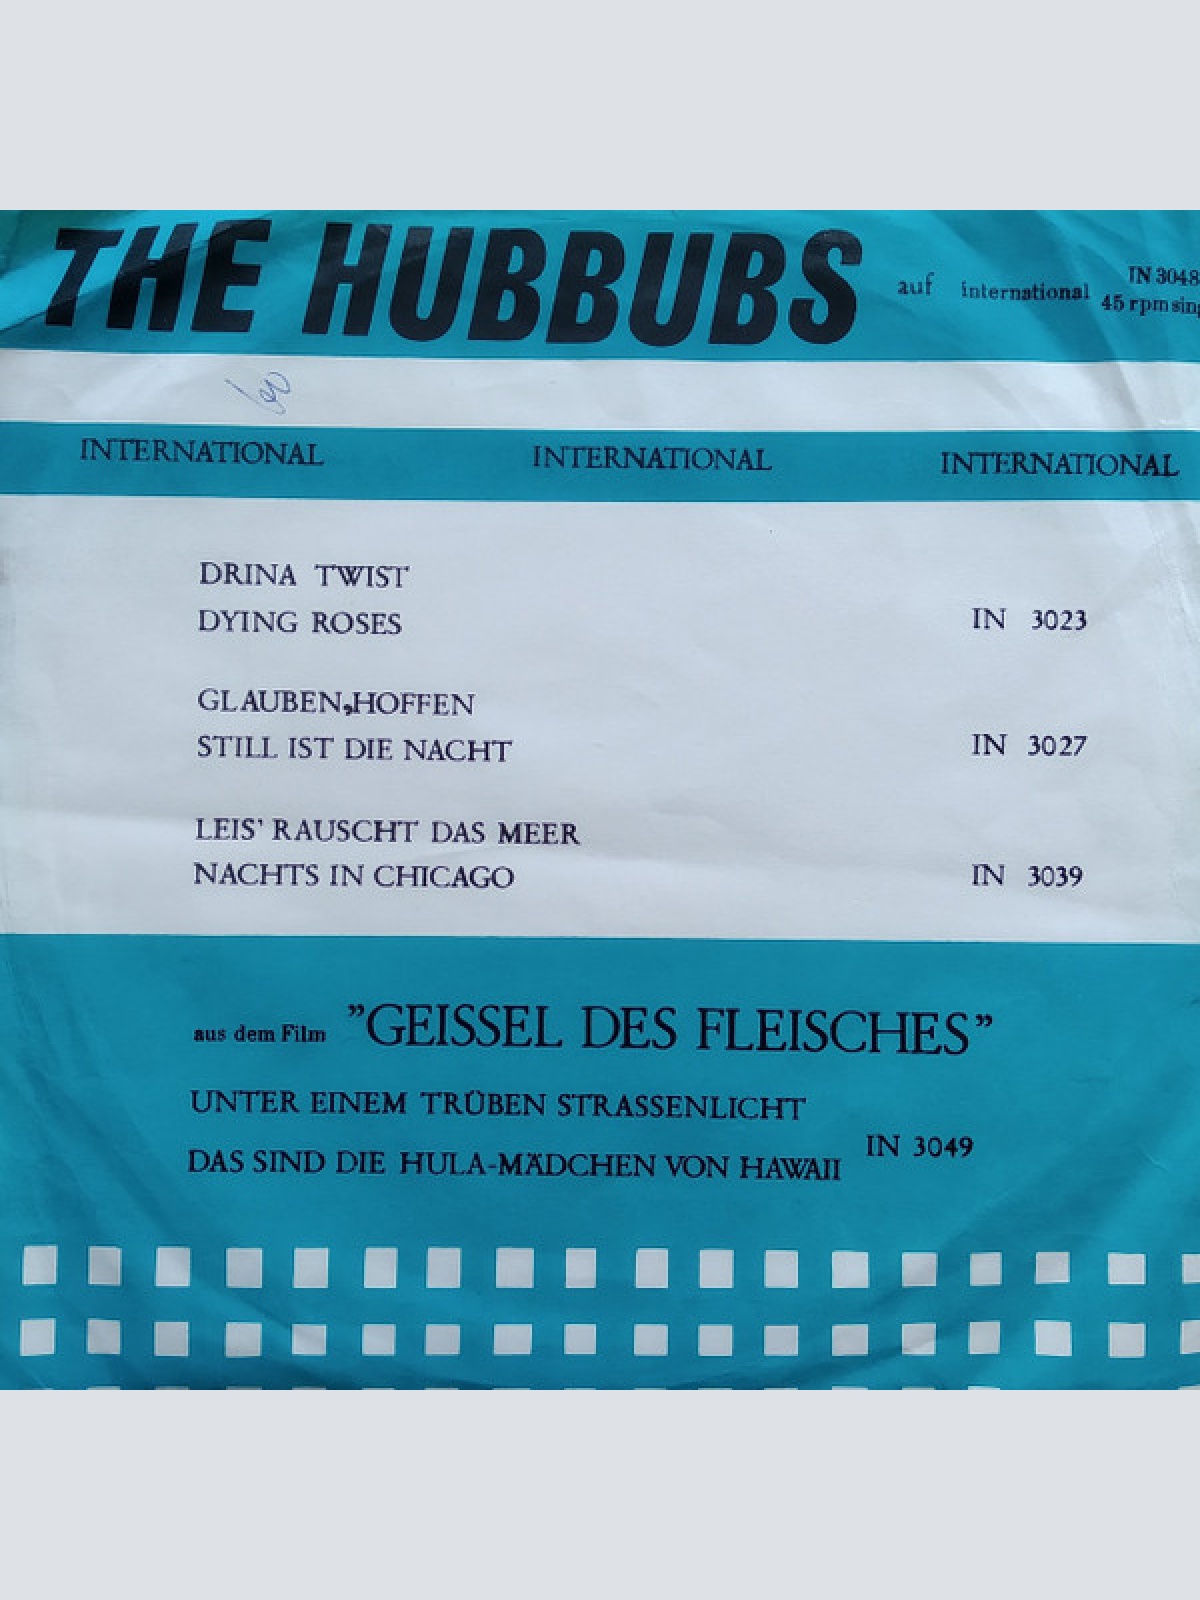 THE HUBBUBS
auf international
IN 3048
45 rpm sing
INTERNATIONAL INTERNATIONAL INTERNATIONAL
DRINA TWIST
DYING ROSES IN 3023
GLAUBEN,HOFFEN
STILL IST DIE NACHT IN 3027
LEIS' RAUSCHT DAS MEER
NACHTS IN CHICAGO IN 3039
aus dem Film "GEISSEL DES FLEISCHES"
UNTER EINEM TRÜBEN STRASSENLICHT
IN 3049
DAS SIND DIE HULA-MÄDCHEN VON HAWAII